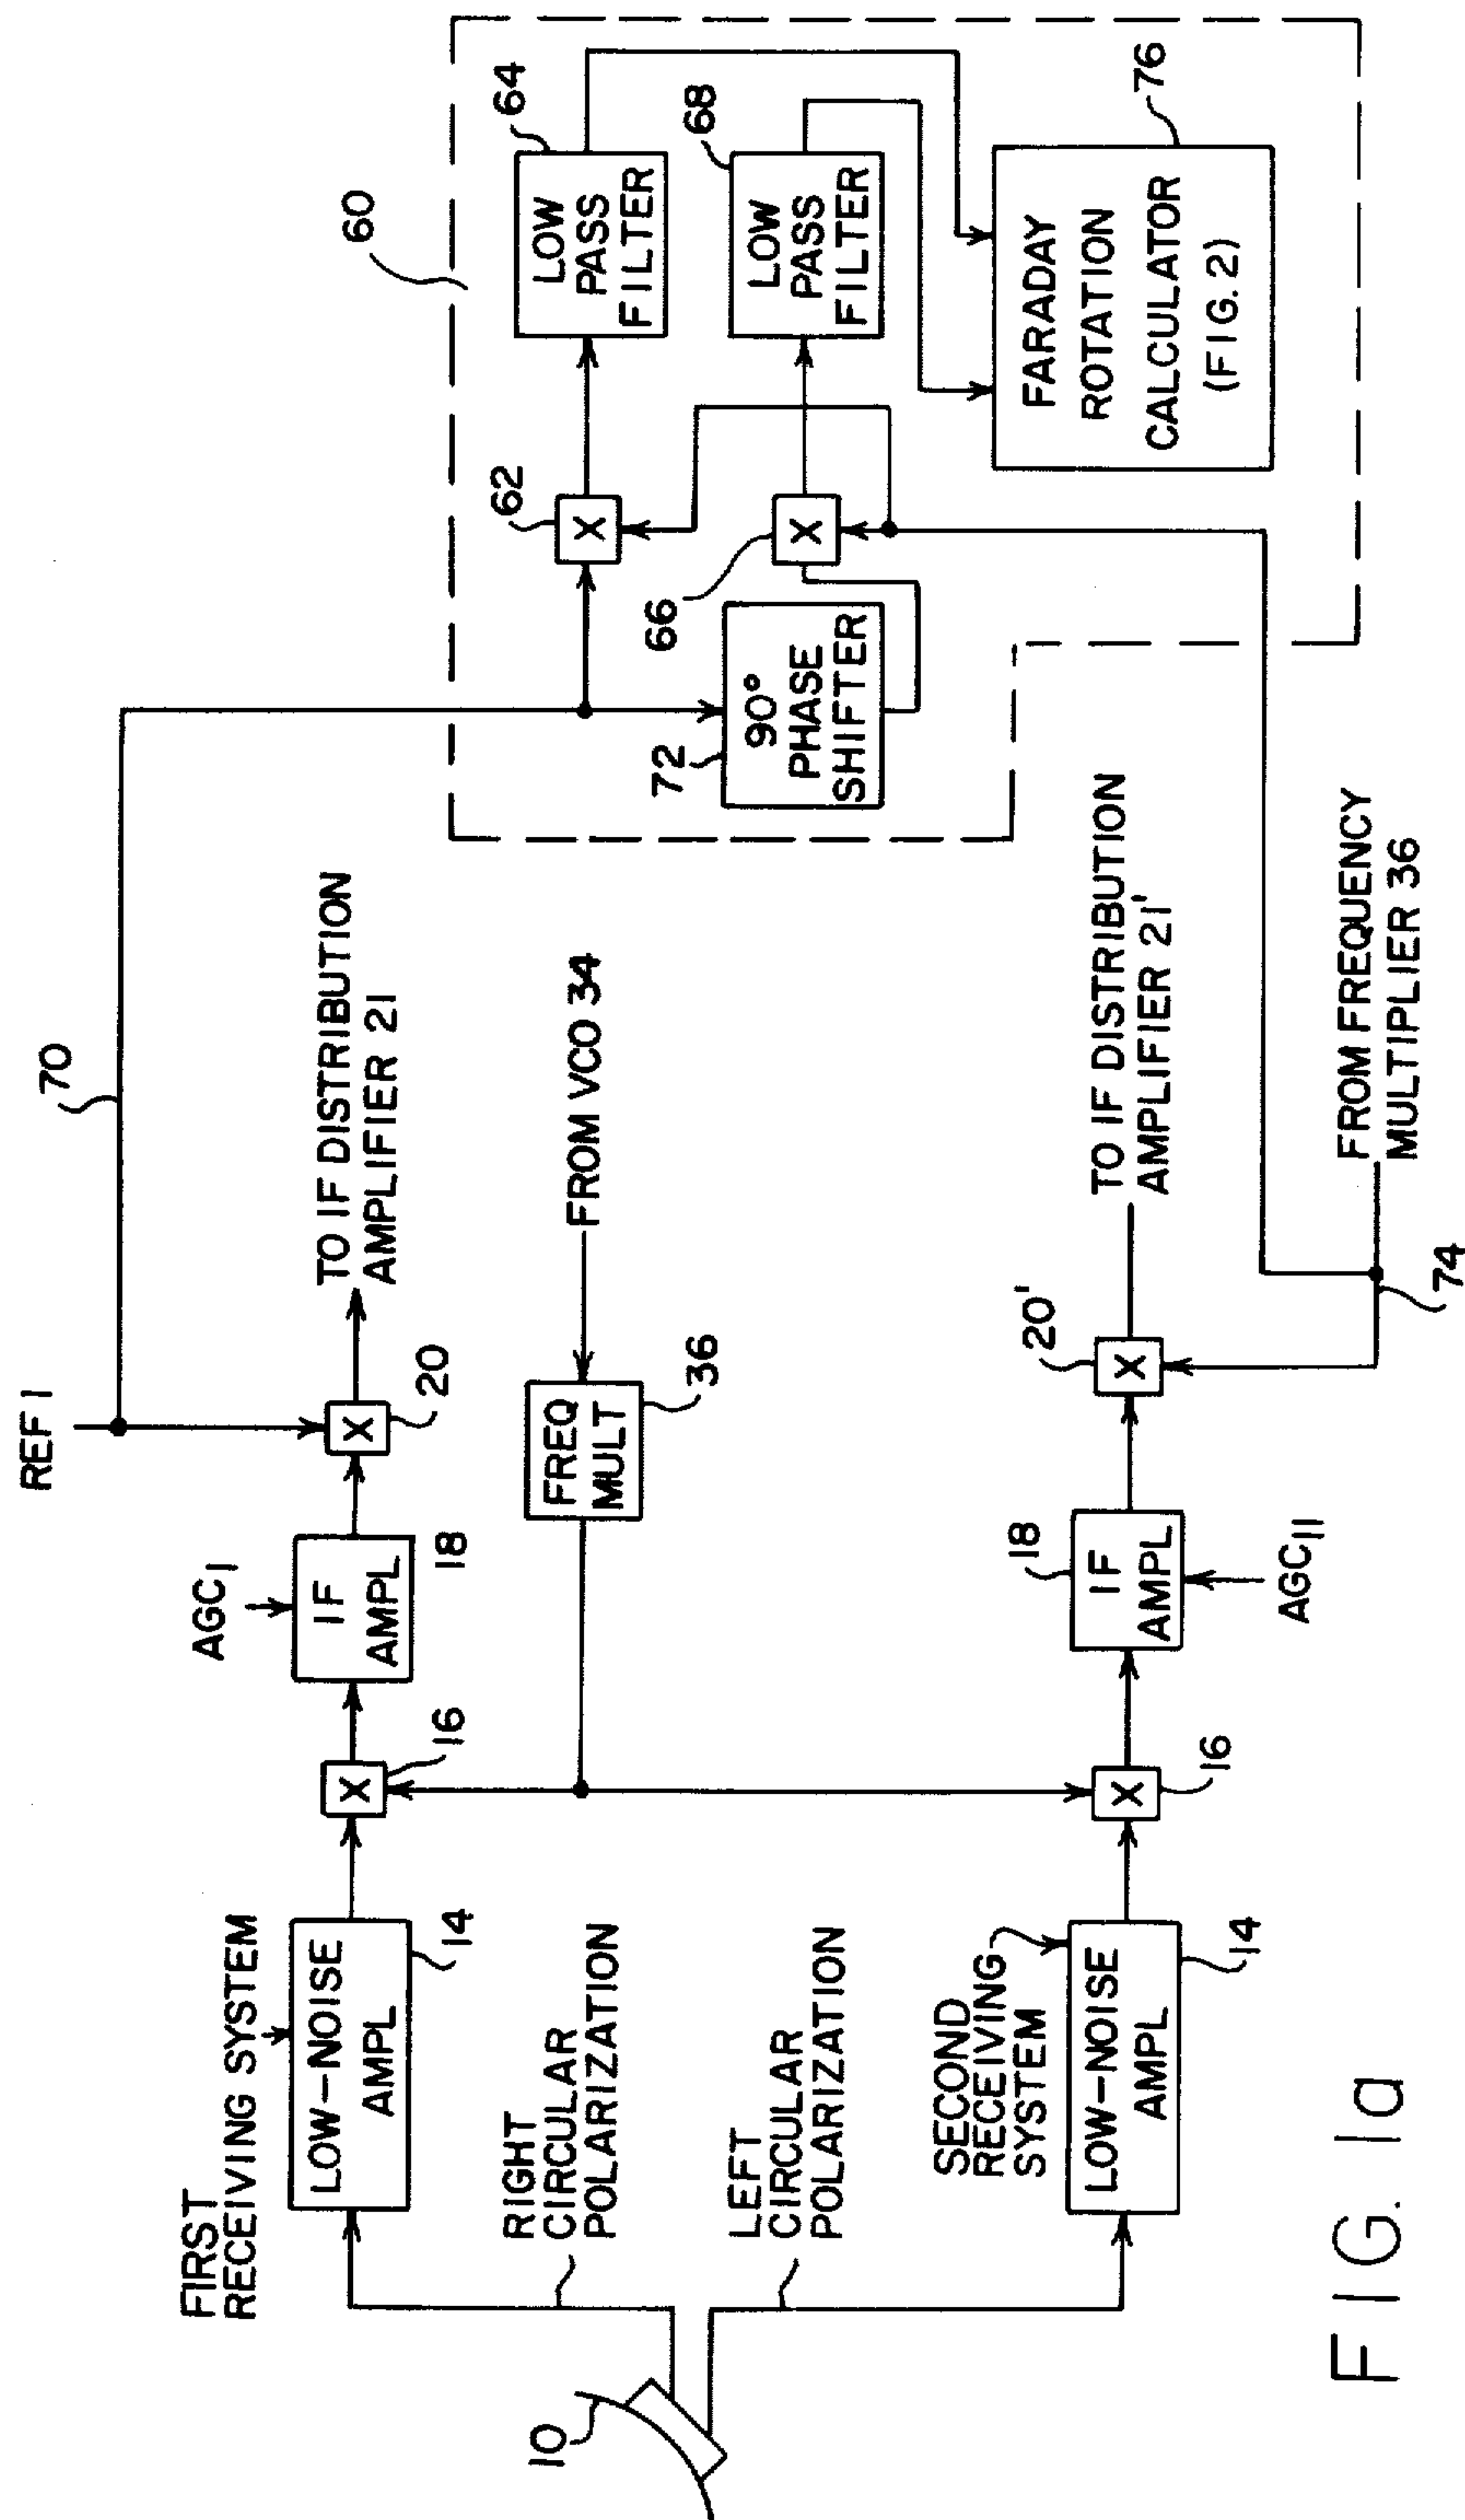 REF 1
70
FIRST
RECEIVING SYSTEM
LOW-NOISE
AMPL
14
16
AGC1
IF
AMPL
18
20
TO IF DISTRIBUTION
AMPLIFIER 21
RIGHT
CIRCULAR
POLARIZATION
FREQ
MULT
36
FROM VCO 34
10
LEFT
CIRCULAR
POLARIZATION
SECOND
RECEIVING
SYSTEM
LOW-NOISE
AMPL
14
16
18
IF
AMPL
AGC11
20'
TO IF DISTRIBUTION
AMPLIFIER 21'
FROM FREQUENCY
MULTIPLIER 36
74
60
62
X
64
LOW
PASS
FILTER
66
X
68
LOW
PASS
FILTER
72
90°
PHASE
SHIFTER
FARADAY
ROTATION
CALCULATOR
(FIG. 2)
76
X
X
X
X
FIG. 1a